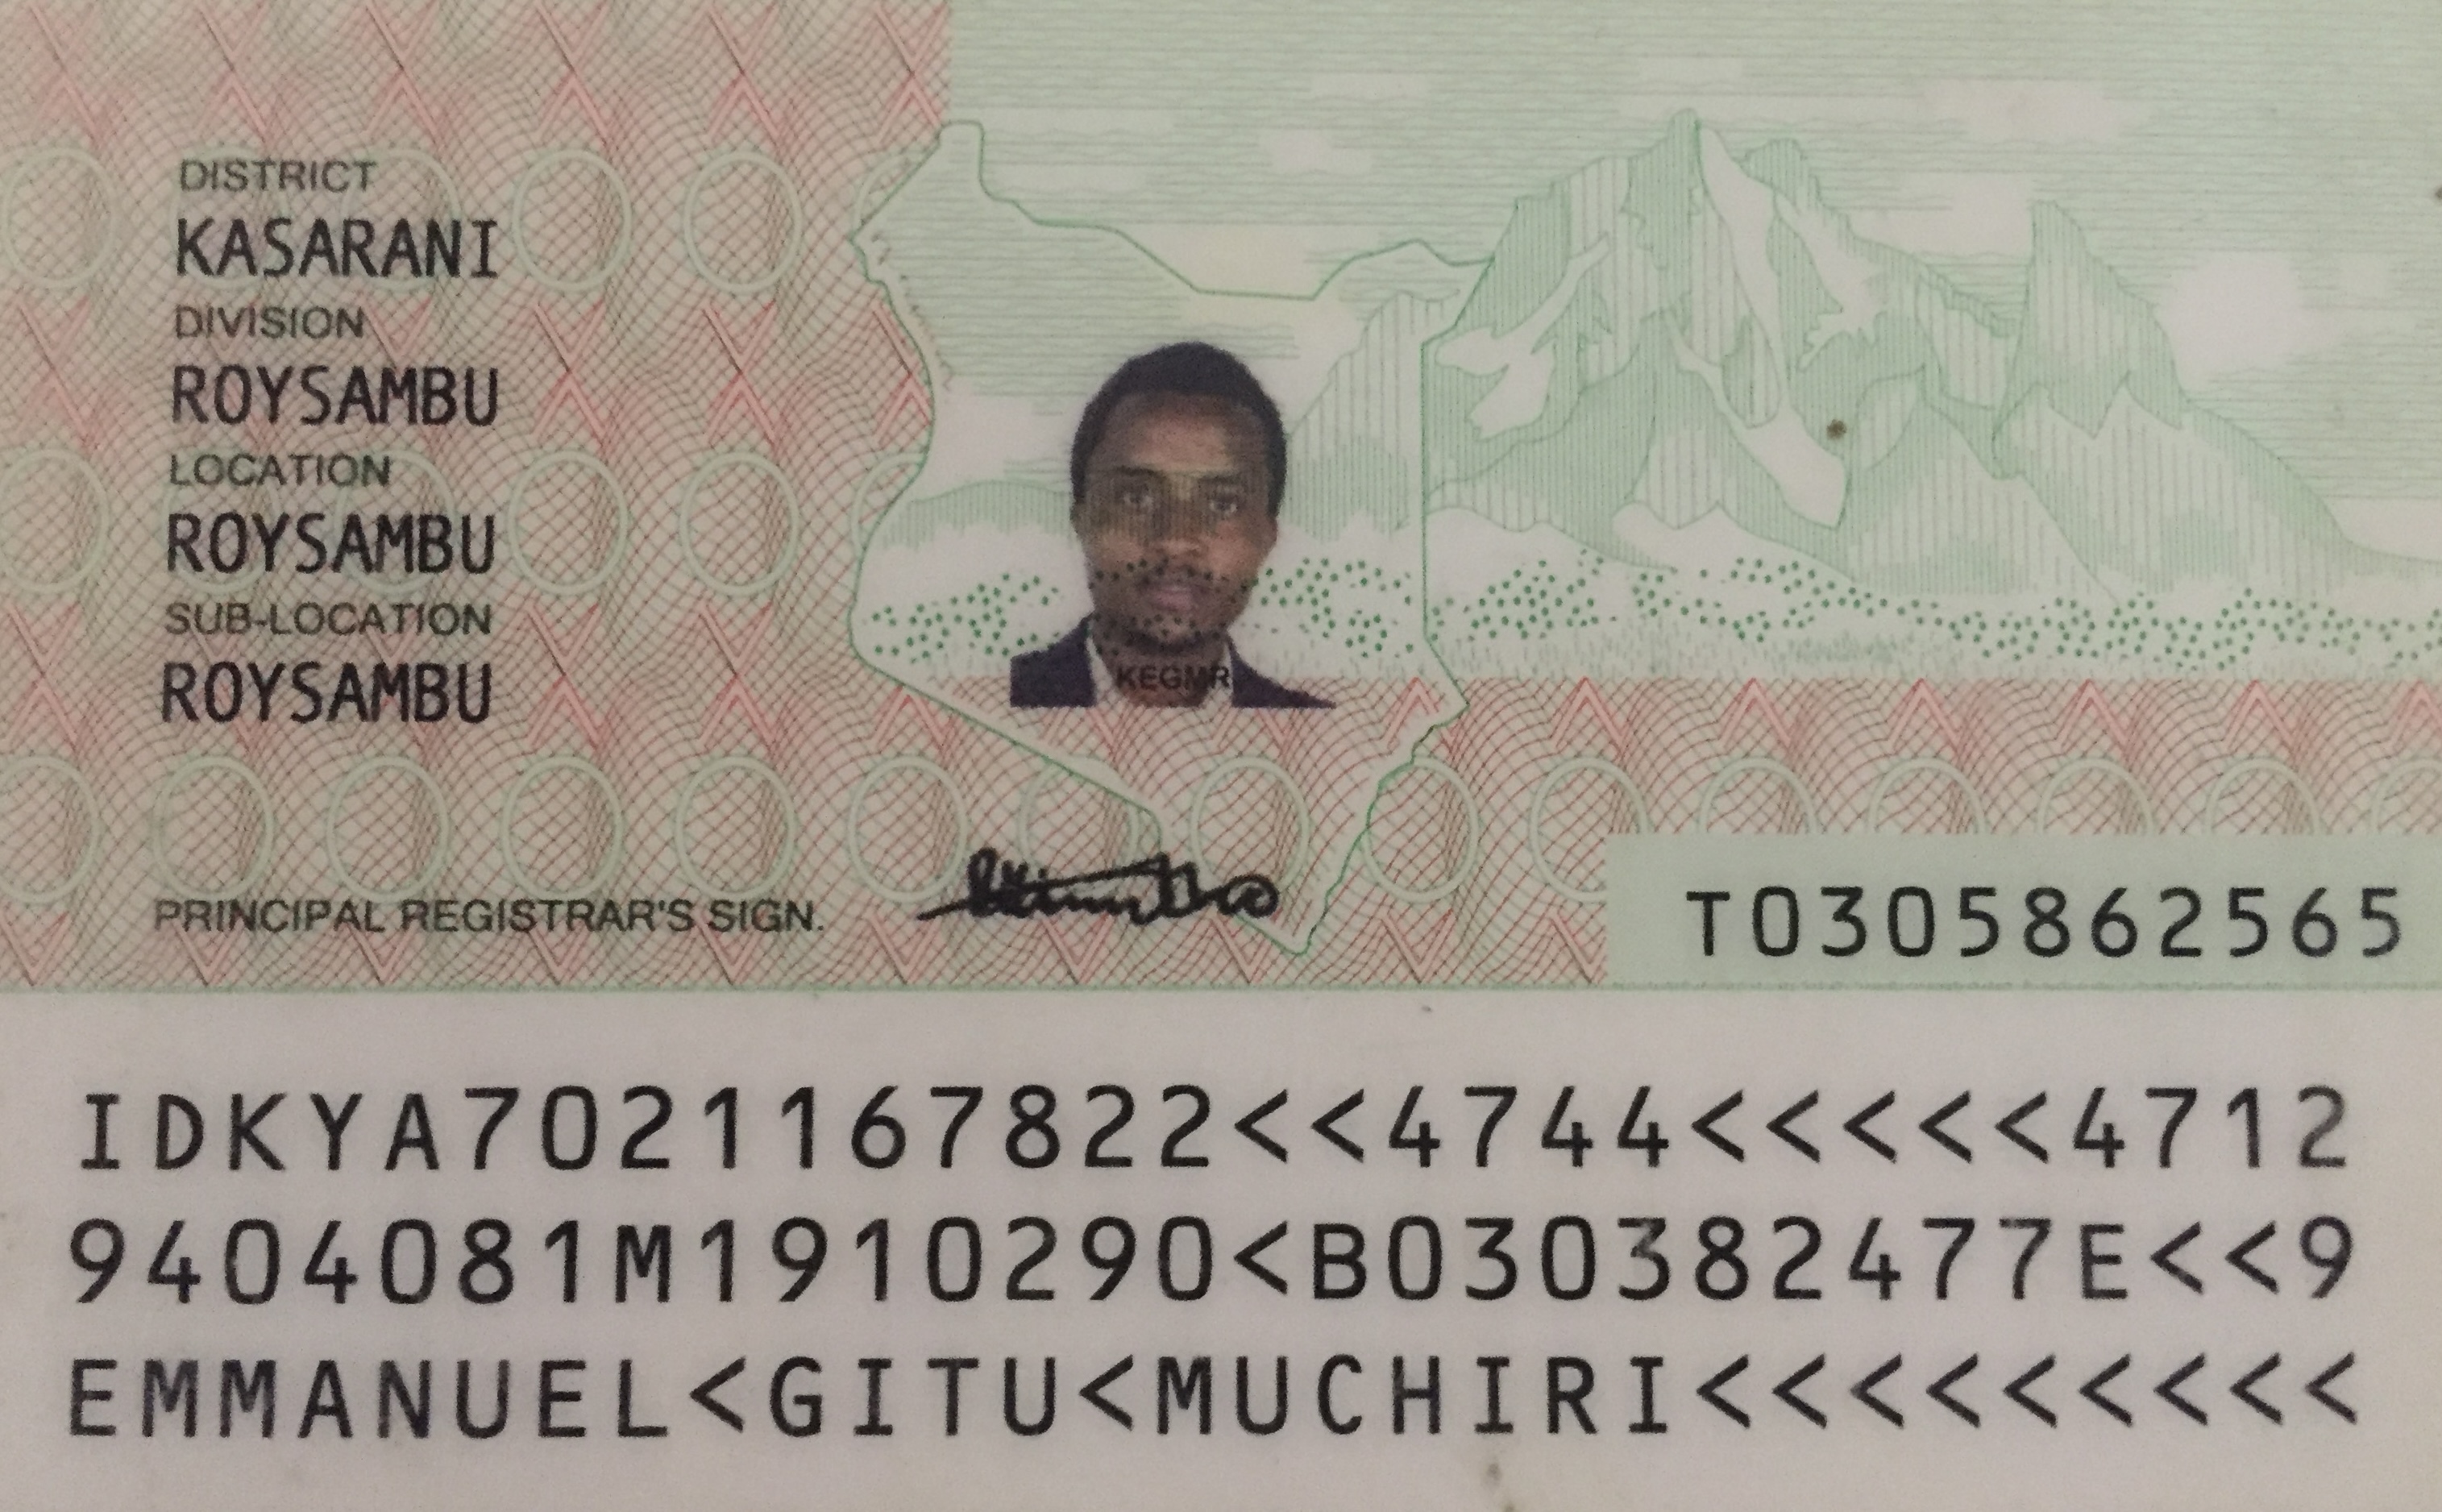 DISTRICT
KASARANI
DIVISION
ROYSAMBU
LOCATION
ROYSAMBU
SUB-LOCATION
ROYSAMBU
KEGMR
PRINCIPAL REGISTRAR'S SIGN.
T0305862565
IDKYA7021167822<<4744<<<<<4712
9404081M1910290<B030382477E<<9
EMMANUEL<GITU<MUCHIRI<<<<<<<<<